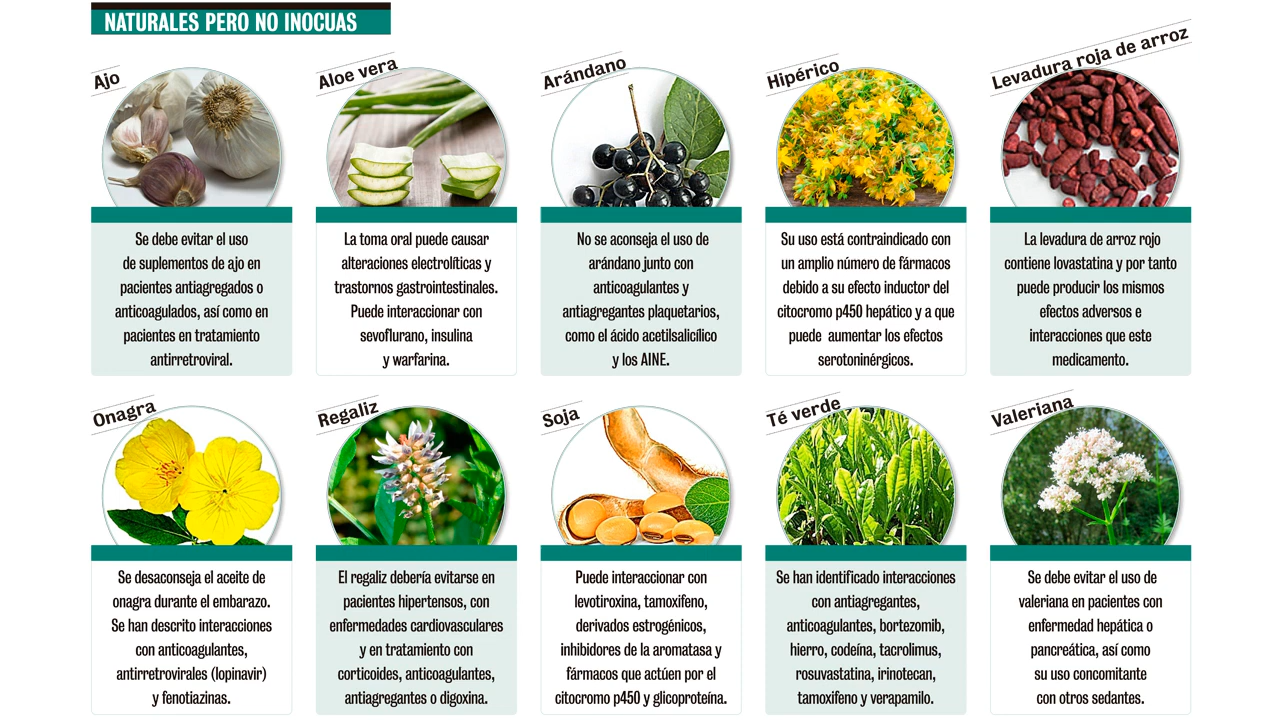 NATURALES PERO NO INOCUAS
Ajo
Se debe evitar el uso
de suplementos de ajo en
pacientes antiagregados o
anticoagulados, así como en
pacientes en tratamiento
antirretroviral.
Aloe vera
La toma oral puede causar
alteraciones electrolíticas y
trastornos gastrointestinales.
Puede interaccionar con
sevoflurano, insulina
y warfarina.
Arándano
No se aconseja el uso de
arándano junto con
anticoagulantes y
antiagregantes plaquetarios,
como el ácido acetilsalicílico
y los AINE.
Hipérico
Su uso está contraindicado con
un amplio número de fármacos
debido a su efecto inductor del
citocromo p450 hepático y a que
puede aumentar los efectos
serotoninérgicos.
Levadura roja de arroz
La levadura de arroz rojo
contiene lovastatina y por tanto
puede producir los mismos
efectos adversos e
interacciones que este
medicamento.
Onagra
Se desaconseja el aceite de
onagra durante el embarazo.
Se han descrito interacciones
con anticoagulantes,
antirretrovirales (lopinavir)
y fenotiazinas.
Regaliz
El regaliz debería evitarse en
pacientes hipertensos, con
enfermedades cardiovasculares
y en tratamiento con
corticoides, anticoagulantes,
antiagregantes o digoxina.
Soja
Puede interaccionar con
levotiroxina, tamoxifeno,
derivados estrogénicos,
inhibidores de la aromatasa y
fármacos que actúen por el
citocromo p450 y glicoproteína.
Té verde
Se han identificado interacciones
con antiagregantes,
anticoagulantes, bortezomib,
hierro, codeína, tacrolimus,
rosuvastatina, irinotecan,
tamoxifeno y verapamilo.
Valeriana
Se debe evitar el uso de
valeriana en pacientes con
enfermedad hepática o
pancreática, así como
su uso concomitante
con otros sedantes.